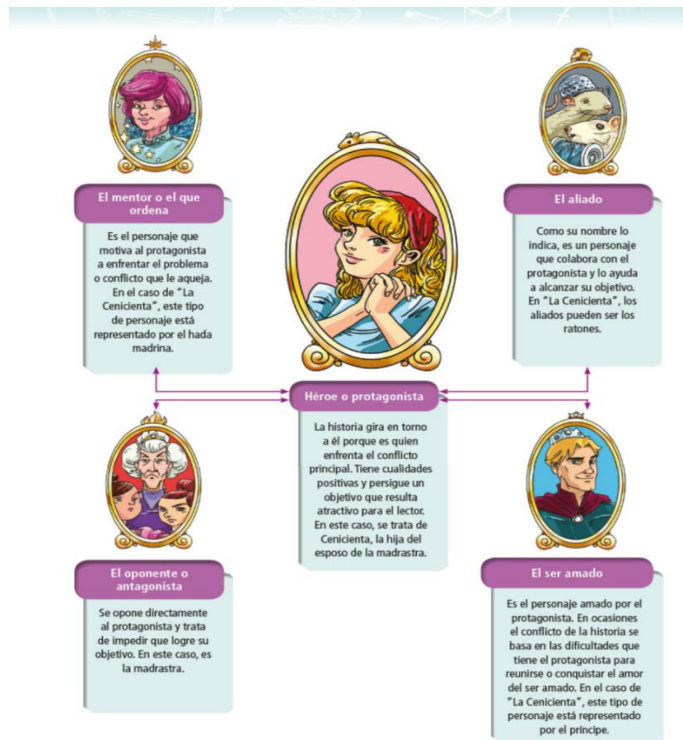 El mentor o el que
ordena
Es el personaje que
motiva al protagonista
a enfrentar el problema
o conflicto que le aqueja.
En el caso de “La
Cenicienta”, este tipo
de personaje está
representado por el hada
madrina.
El aliado
Como su nombre lo
indica, es un personaje
que colabora con el
protagonista y lo ayuda
a alcanzar su objetivo.
En “La Cenicienta”, los
aliados pueden ser los
ratones.
Héroe o protagonista
La historia gira en torno
a él porque es quien
enfrenta el conflicto
principal. Tiene cualidades
positivas y persigue un
objetivo que resulta
atractivo para el lector.
En este caso, se trata de
Cenicienta, la hija del
esposo de la madrastra.
El oponente o
antagonista
Se opone directamente
al protagonista y trata
de impedir que logre su
objetivo. En este caso, es
la madrastra.
El ser amado
Es el personaje amado por el
protagonista. En ocasiones
el conflicto de la historia se
basa en las dificultades que
tiene el protagonista para
reunirse o conquistar el amor
del ser amado. En el caso de
“La Cenicienta”, este tipo de
personaje está representado
por el príncipe.